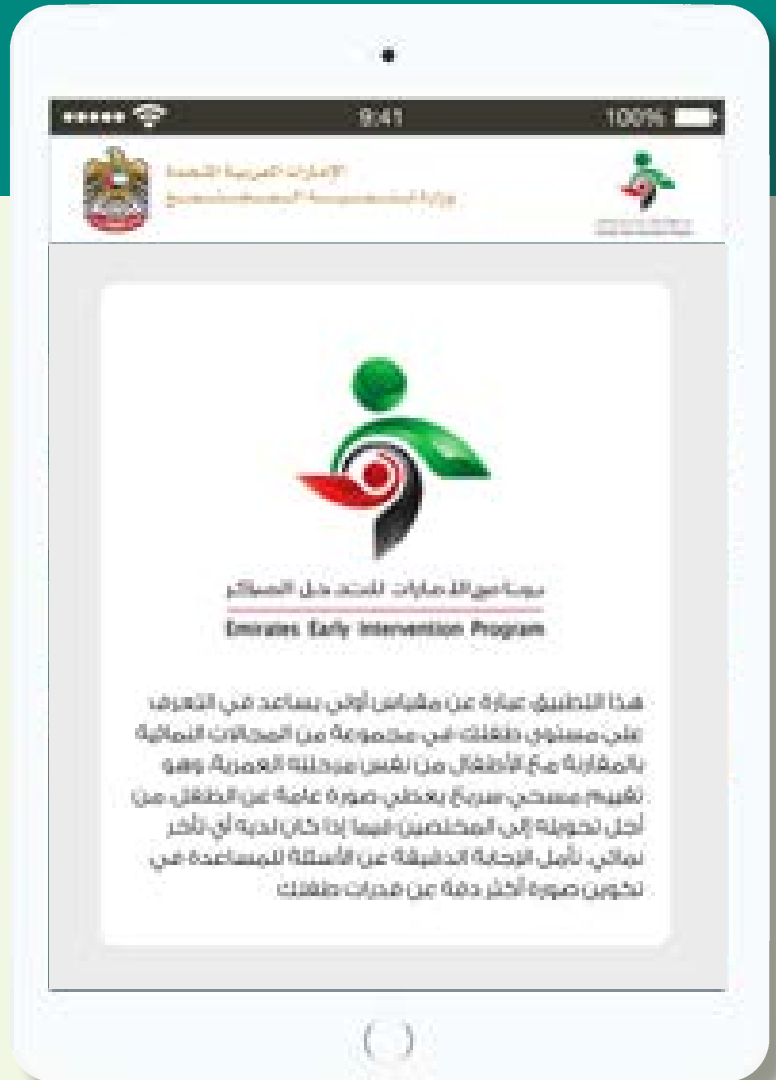 9:41
100%
الإمارات العربية المتحدة
وزارة تنمية المجتمع
برنامج الإمارات للتدخل المبكر
Emirates Early Intervention Program
هذا التطبيق عبارة عن مقياس أولي يساعد في التعرف
على مستوى طفلك في مجموعة من المجالات النمائية
بالمقارنة مع الأطفال من نفس مرحلته العمرية، وهو
تقييم مسحي سريع يعطي صورة عامة عن الطفل، من
أجل تحويله إلى المختصين فيما إذا كان لديه أي تأخر
نمائي. نأمل الإجابة الدقيقة عن الأسئلة للمساعدة في
تكوين صورة أكثر دقة عن قدرات طفلك